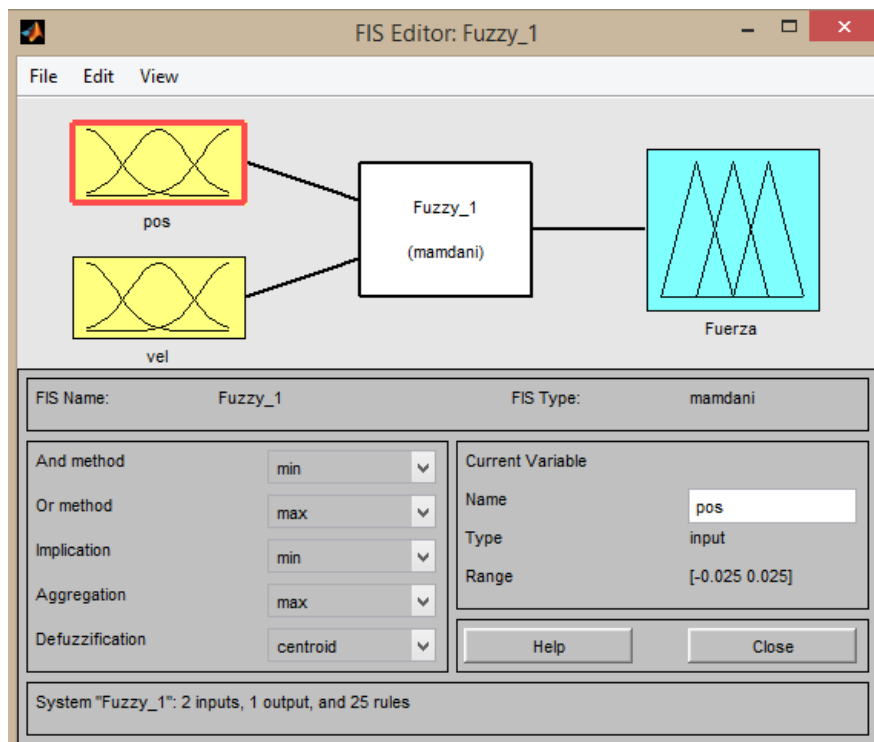 FIS Editor: Fuzzy_1
File Edit View
pos
vel
Fuzzy_1
(mamdani)
Fuerza
FIS Name: Fuzzy_1 FIS Type: mamdani
And method min
Or method max
Implication min
Aggregation max
Defuzzification centroid
Current Variable
Name pos
Type input
Range [-0.025 0.025]
Help Close
System "Fuzzy_1": 2 inputs, 1 output, and 25 rules